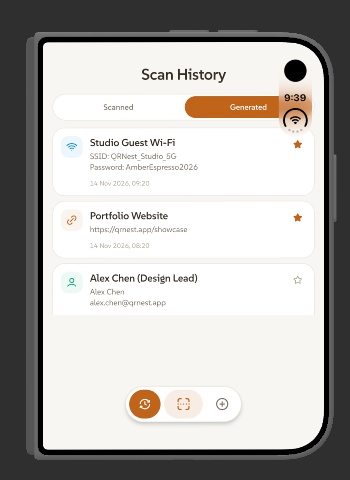 Scan History
9:39
Scanned
Generated
Studio Guest Wi-Fi
SSID: QRNest_Studio_5G
Password: AmberEspresso2026
14 Nov 2026, 09:20
Portfolio Website
https://qrnest.app/showcase
14 Nov 2026, 08:20
Alex Chen (Design Lead)
Alex Chen
alex.chen@qrnest.app